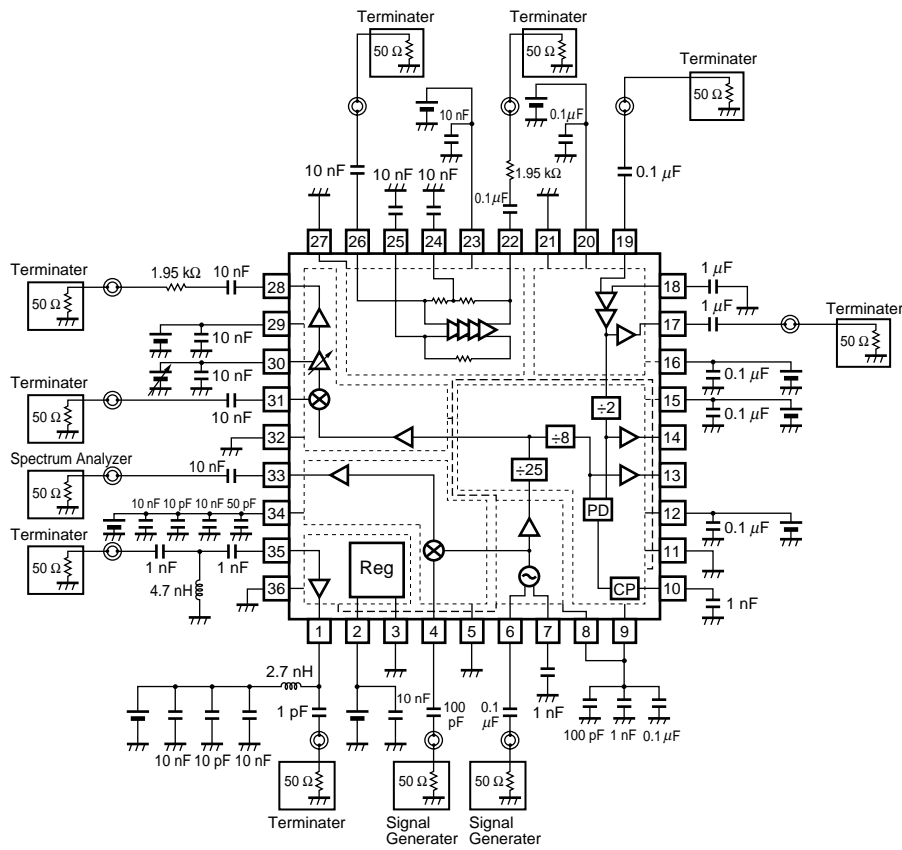 Terminater
50 Ω
Terminater
50 Ω
Terminater
50 Ω
10 nF
0.1 μF
10 nF
10 nF
10 nF
10 nF
0.1 μF
1.95 kΩ
0.1 μF
27
26
25
24
23
22
21
20
19
Terminater
50 Ω
1.95 kΩ
10 nF
28
18
1 μF
29
10 nF
17
1 μF
Terminater
50 Ω
30
10 nF
16
0.1 μF
Terminater
50 Ω
10 nF
31
15
0.1 μF
÷2
32
÷8
14
Spectrum Analyzer
50 Ω
10 nF
33
÷25
13
10 nF
10 pF
10 nF
50 pF
34
PD
12
0.1 μF
Terminater
50 Ω
1 nF
1 nF
35
11
4.7 nH
Reg
36
CP
10
1 nF
1
2
3
4
5
6
7
8
9
2.7 nH
1 pF
10 nF
100 pF
0.1 μF
1 nF
10 nF
10 pF
10 nF
100 pF
1 nF
0.1 μF
50 Ω
50 Ω
50 Ω
Terminater
Signal Generater
Signal Generater